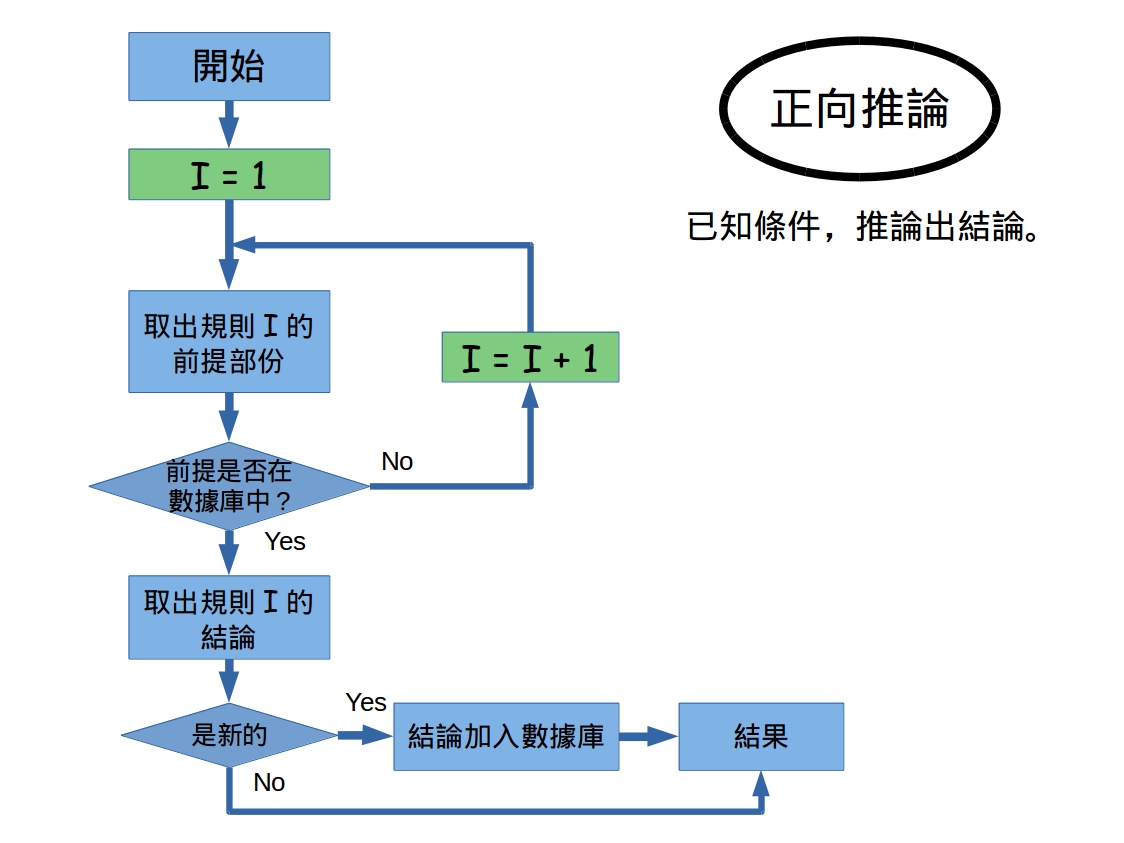 開始
正向推論
I = 1
已知條件，推論出結論。
取出規則 I 的
前提部份
I = I + 1
前提是否在
數據庫中？
No
Yes
取出規則 I 的
結論
是新的
Yes
結論加入數據庫
結果
No